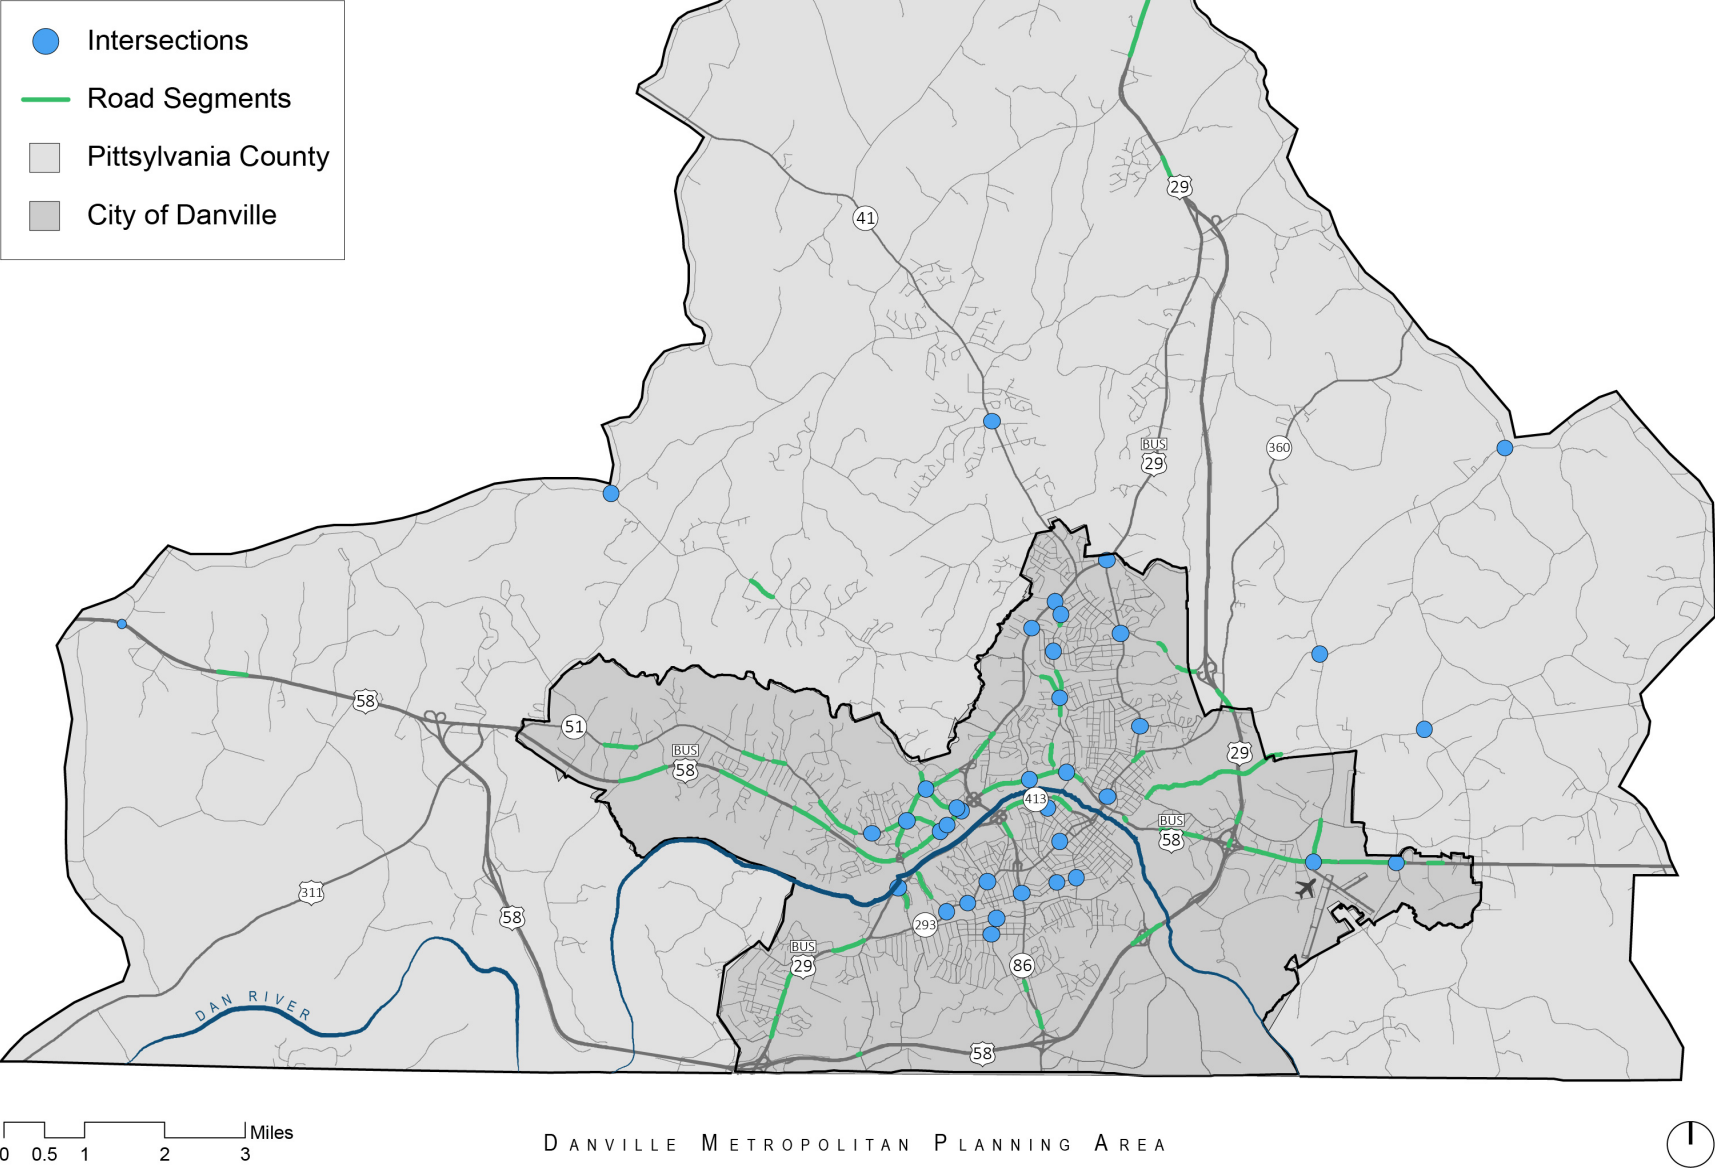 Intersections
Road Segments
Pittsylvania County
City of Danville
29
41
BUS
29
360
58
51
BUS
58
29
413
BUS
58
311
58
293
BUS
29
86
DAN RIVER
58
0 0.5 1 2 3 Miles
DANVILLE METROPOLITAN PLANNING AREA